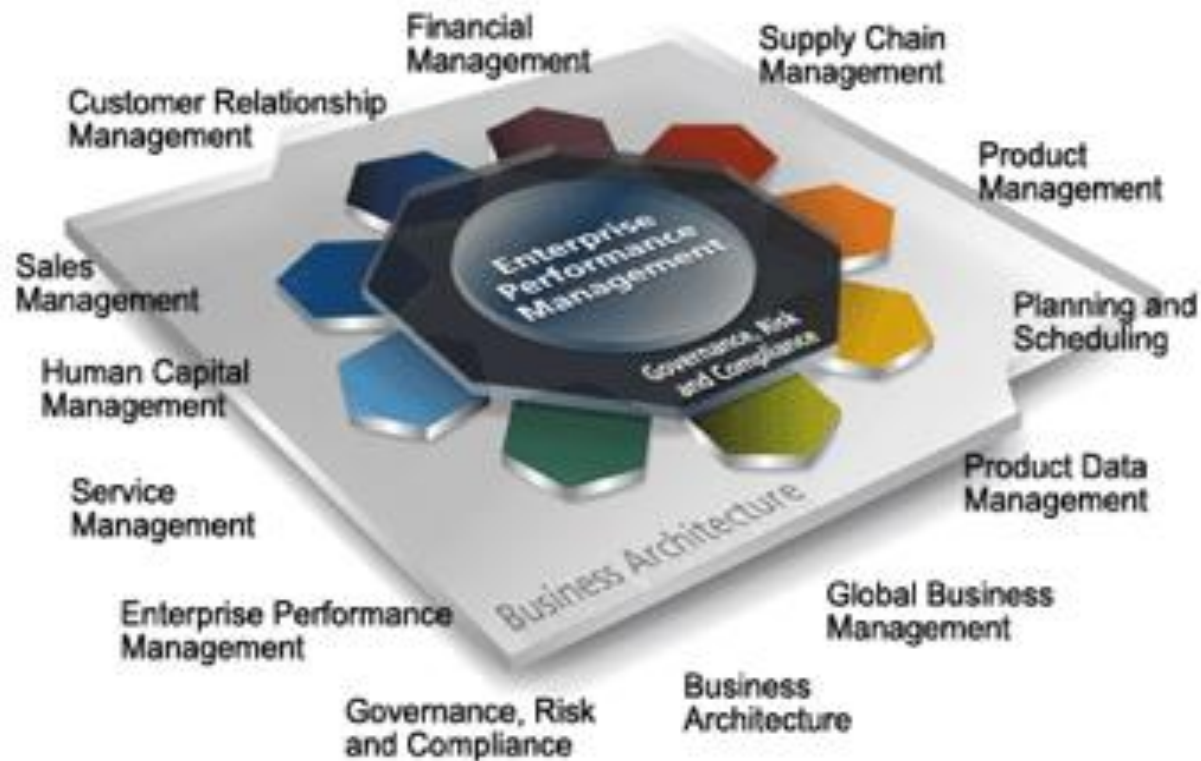 Financial
Management
Supply Chain
Management
Customer Relationship
Management
Product
Management
Sales
Management
Enterprise
Performance
Management
Planning and
Scheduling
Governance, Risk
and Compliance
Human Capital
Management
Product Data
Management
Service
Management
Business Architecture
Global Business
Management
Enterprise Performance
Management
Business
Architecture
Governance, Risk
and Compliance